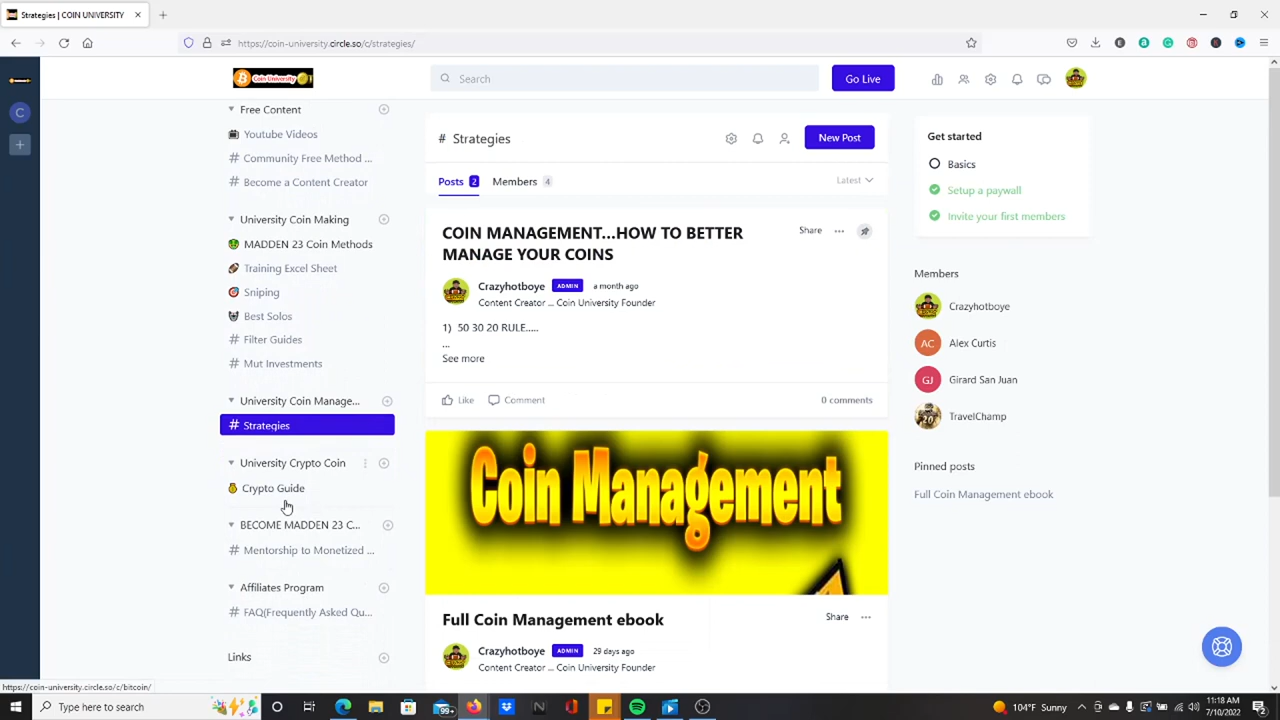 Strategies | COIN UNIVERSITY
https://coin-university.circle.so/c/strategies/
Coin University
Search
Go Live
C
Free Content
Youtube Videos
# Community Free Method ...
# Become a Content Creator
University Coin Making
MADDEN 23 Coin Methods
Training Excel Sheet
Sniping
Best Solos
# Filter Guides
# Mut Investments
University Coin Manage...
# Strategies
University Crypto Coin
Crypto Guide
BECOME MADDEN 23 C...
# Mentorship to Monetized ...
Affiliates Program
# FAQ(Frequently Asked Qu...
Links
# Strategies
New Post
Posts 2 Members 4
Latest
COIN MANAGEMENT...HOW TO BETTER
MANAGE YOUR COINS
Share ...
Crazyhotboye ADMIN a month ago
Content Creator ... Coin University Founder
1) 50 30 20 RULE.....
...
See more
Like Comment 0 comments
Coin Management
Full Coin Management ebook
Share ...
Crazyhotboye ADMIN 29 days ago
Content Creator ... Coin University Founder
Get started
Basics
Setup a paywall
Invite your first members
Members
Crazyhotboye
AC Alex Curtis
GJ Girard San Juan
TravelChamp
Pinned posts
Full Coin Management ebook
https://coin-university.circle.so/c/bitcoin/
Type here to search
99+
104°F Sunny
11:18 AM
7/10/2022
2